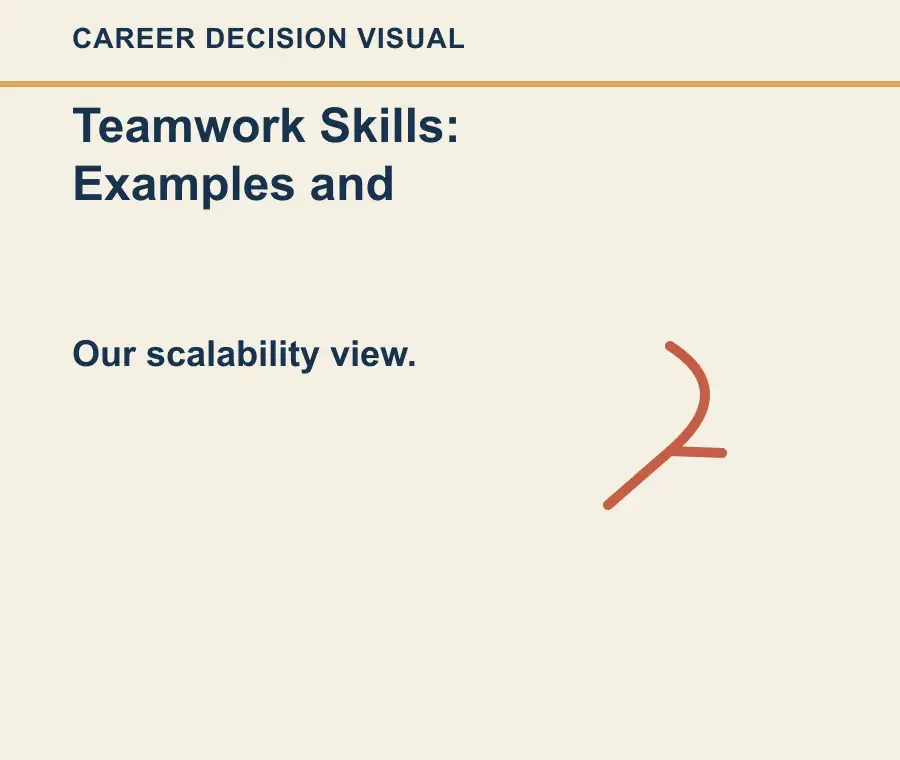 CAREER DECISION VISUAL
Teamwork Skills:
Examples and
Our scalability view.